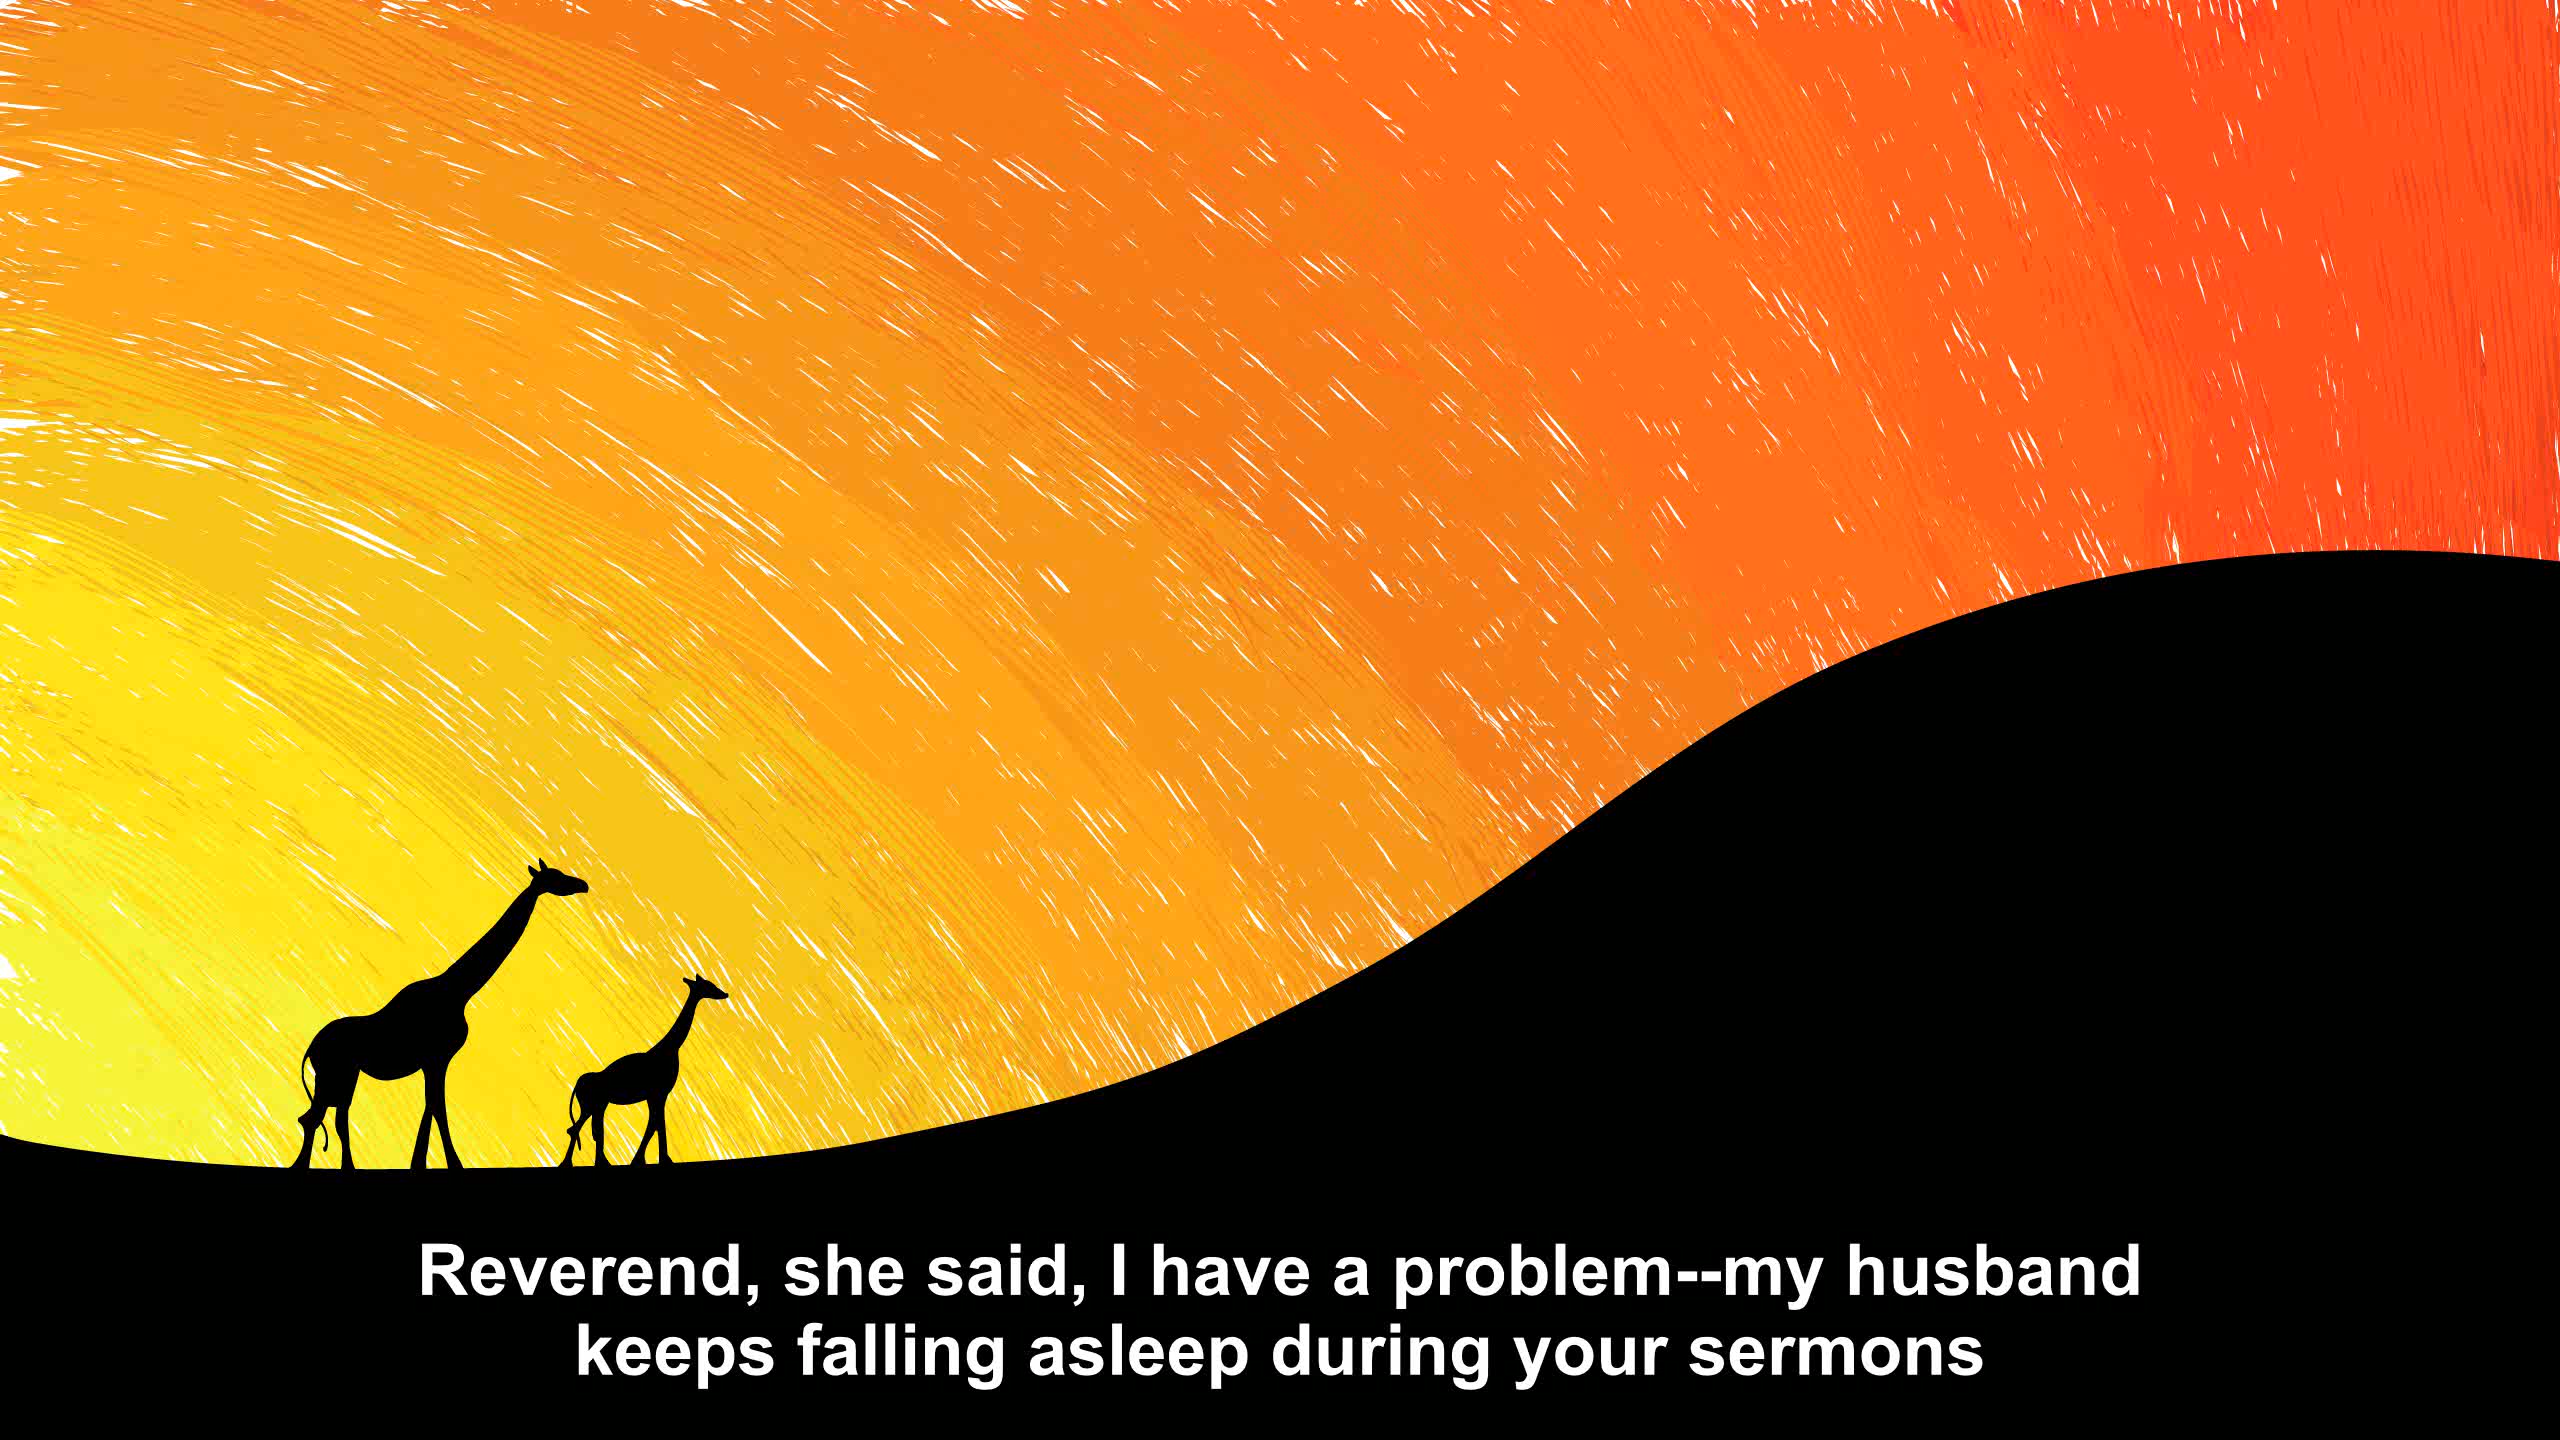 Reverend, she said, I have a problem--my husband
keeps falling asleep during your sermons